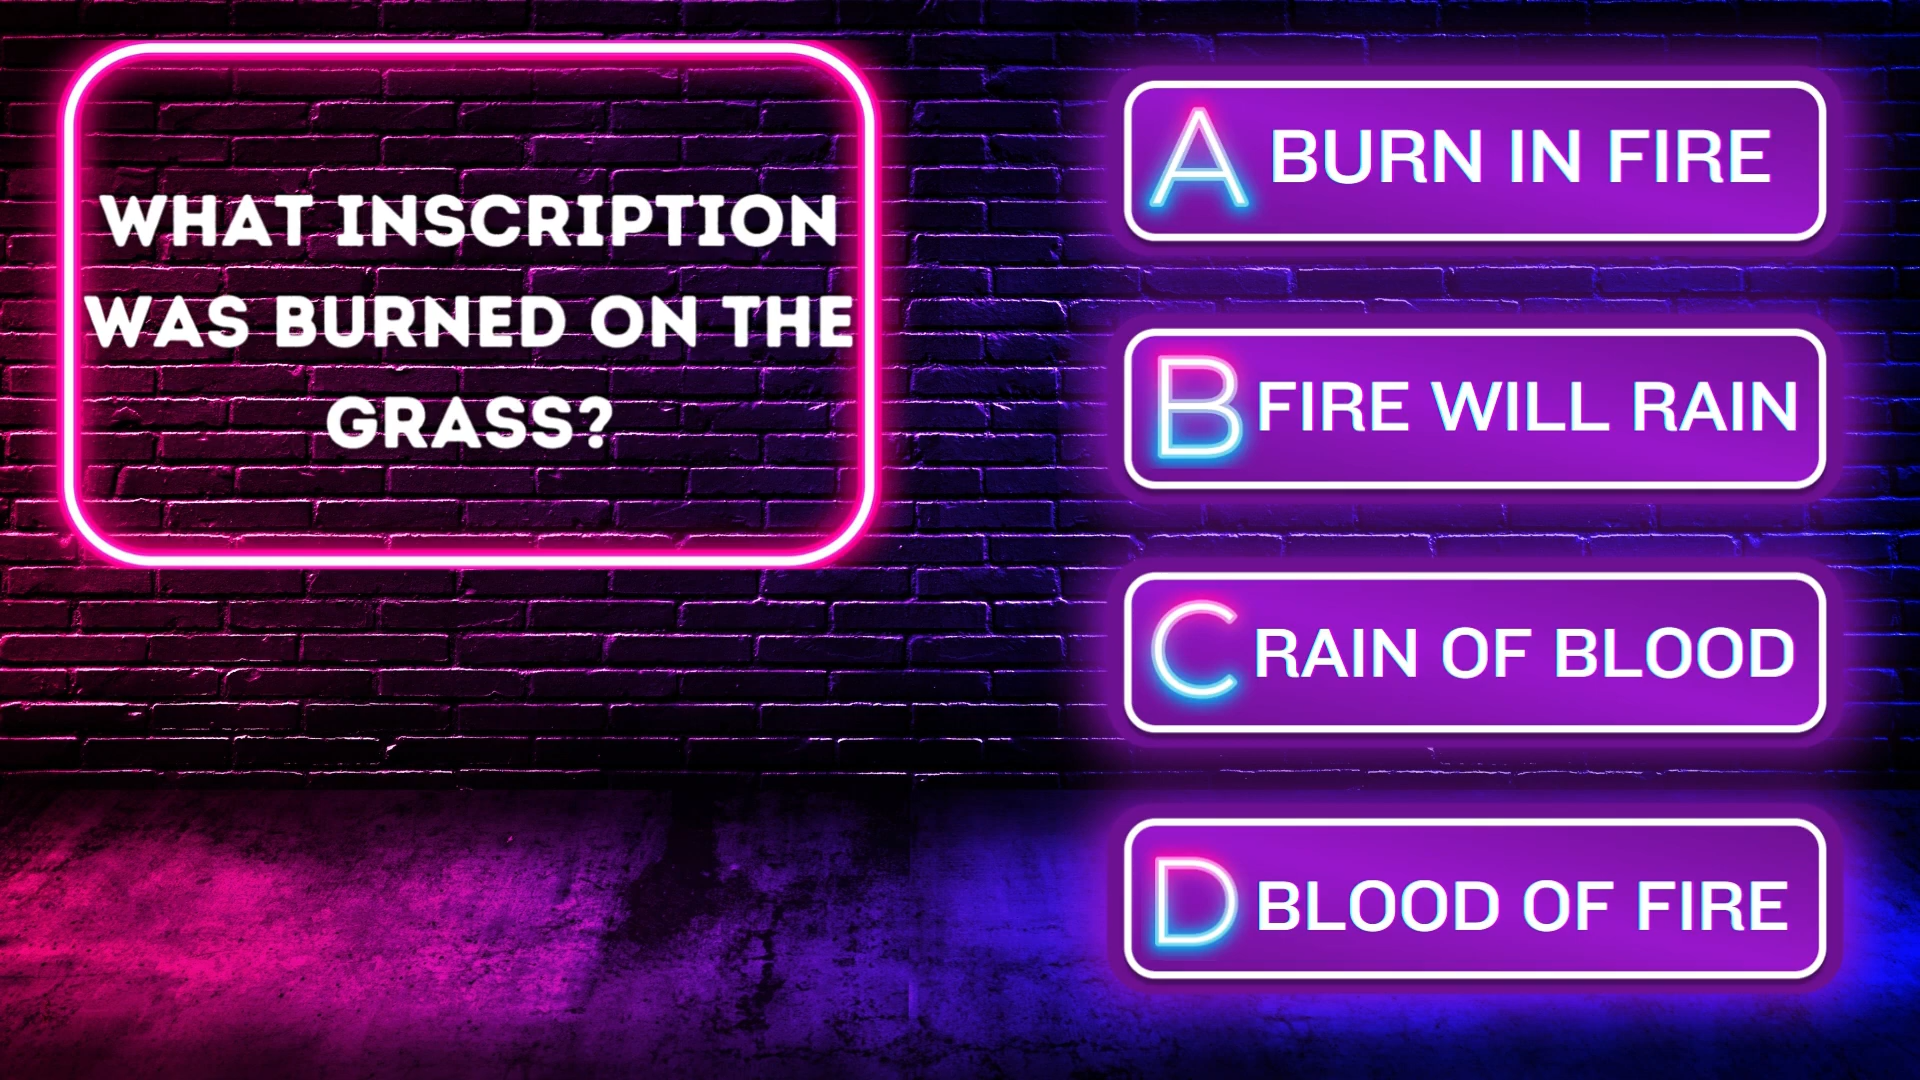 WHAT INSCRIPTION
WAS BURNED ON THE
GRASS?
A BURN IN FIRE
B FIRE WILL RAIN
C RAIN OF BLOOD
D BLOOD OF FIRE